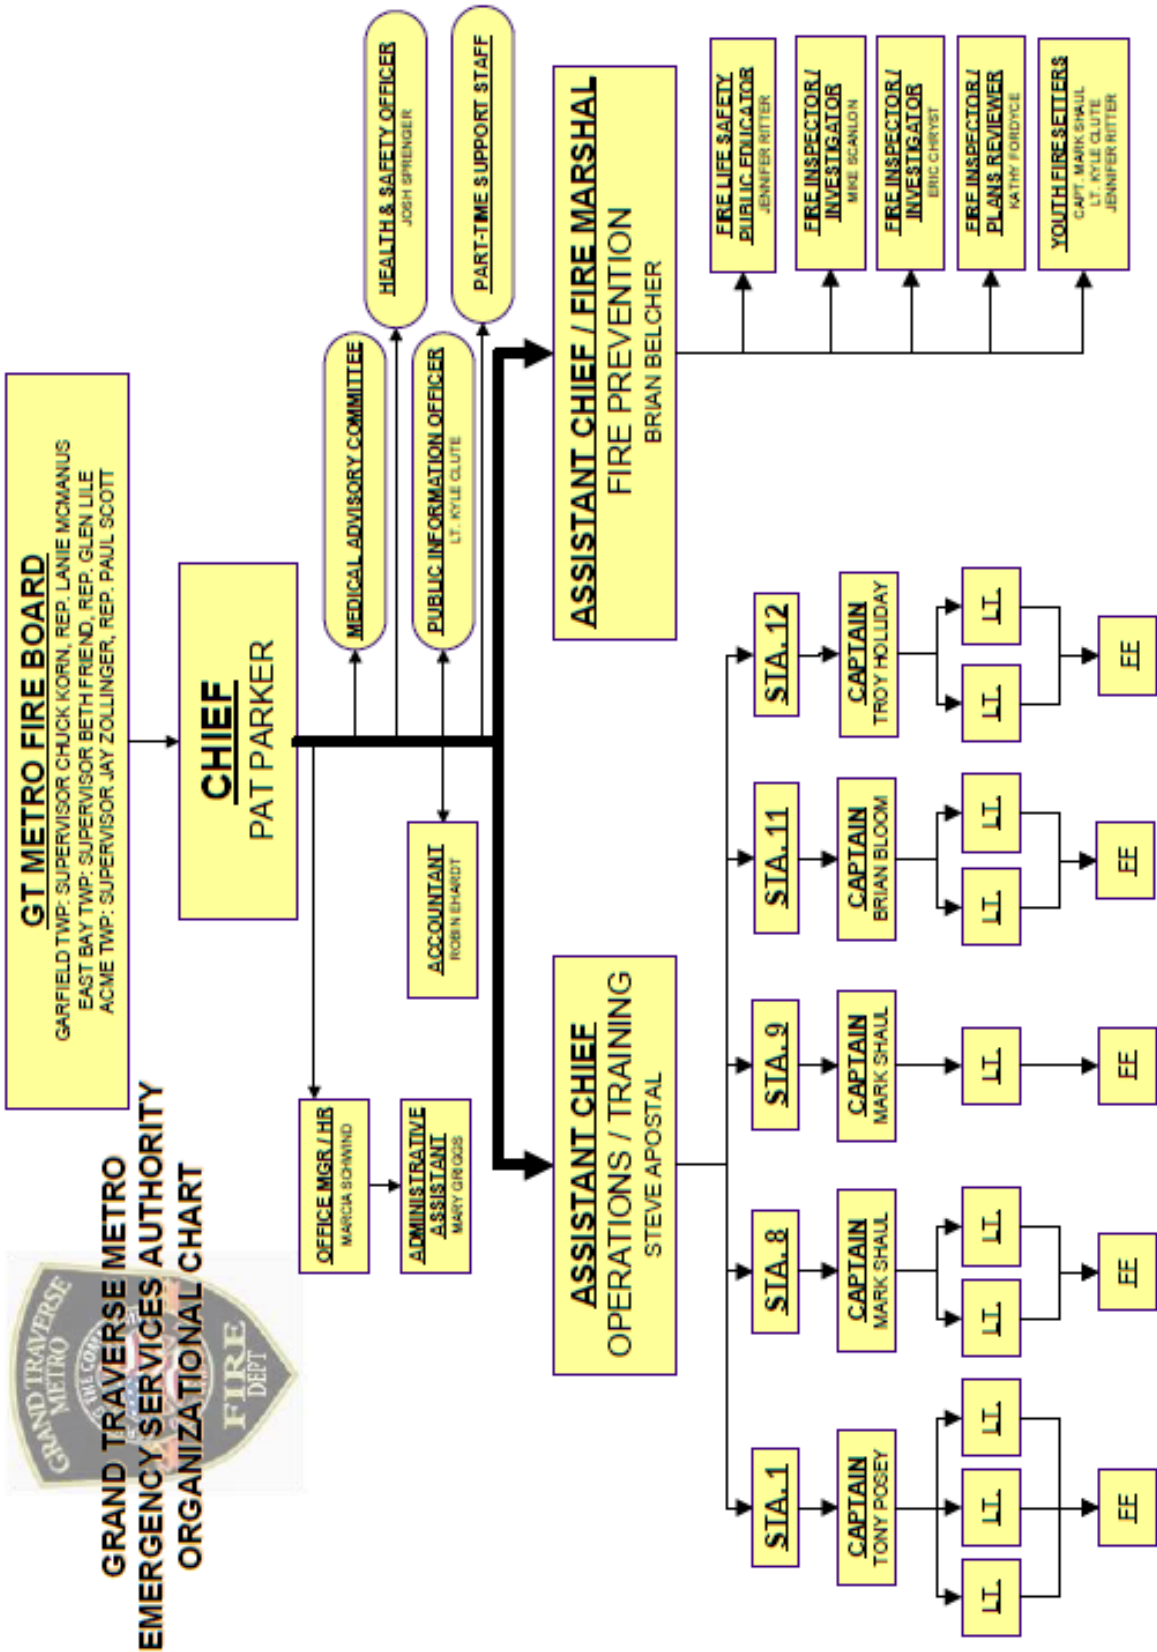 GRAND TRAVERSE
METRO
FIRE
DEPT
GRAND TRAVERSE METRO
EMERGENCY SERVICES AUTHORITY
ORGANIZATIONAL CHART
GT METRO FIRE BOARD
GARFIELD TWP: SUPERVISOR CHUCK KORN, REP. LANIE MCMANUS
EAST BAY TWP: SUPERVISOR BETH FRIEND, REP. GLEN LILE
ACME TWP: SUPERVISOR JAY ZOLLINGER, REP. PAUL SCOTT
CHIEF
PAT PARKER
OFFICE MGR / HR
MARCIA SCHWIND
ADMINISTRATIVE
ASSISTANT
MARY GRIGGS
ACCOUNTANT
ROBIN EHARDT
MEDICAL ADVISORY COMMITTEE
HEALTH & SAFETY OFFICER
JOSH SPRENGER
PUBLIC INFORMATION OFFICER
LT. KYLE CLUTE
PART-TIME SUPPORT STAFF
ASSISTANT CHIEF
OPERATIONS / TRAINING
STEVE APOSTAL
ASSISTANT CHIEF / FIRE MARSHAL
FIRE PREVENTION
BRIAN BELCHER
STA. 1
STA. 8
STA. 9
STA. 11
STA. 12
CAPTAIN
TONY POSEY
CAPTAIN
MARK SHAUL
CAPTAIN
MARK SHAUL
CAPTAIN
BRIAN BLOOM
CAPTAIN
TROY HOLLIDAY
LT.
LT.
LT.
LT.
LT.
LT.
LT.
LT.
LT.
LT.
FF
FF
FF
FF
FF
FIRE LIFE SAFETY
PUBLIC EDUCATOR
JENNIFER RITTER
FIRE INSPECTOR /
INVESTIGATOR
MIKE SCANLON
FIRE INSPECTOR /
INVESTIGATOR
ERIC CHRYST
FIRE INSPECTOR /
PLANS REVIEWER
KATHY FORDYCE
YOUTH FIRESETTERS
CAPT. MARK SHAUL
LT. KYLE CLUTE
JENNIFER RITTER